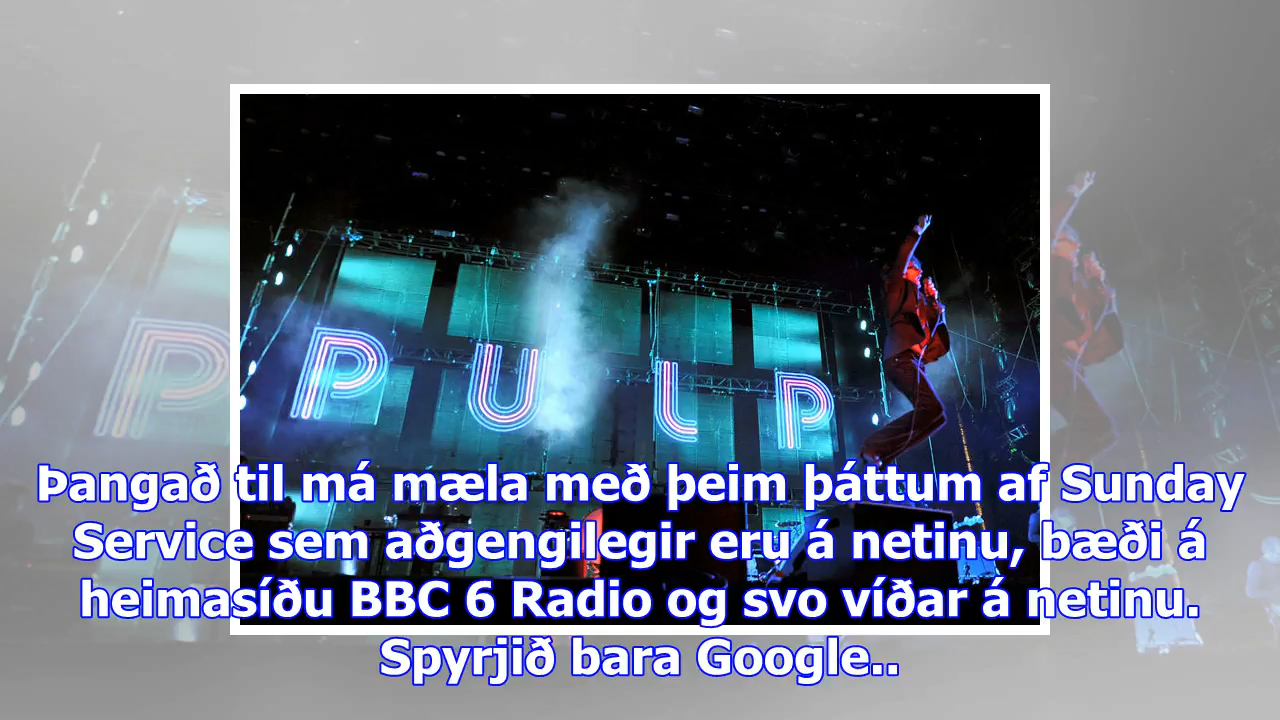 PULP
Þangað til má mæla með þeim þáttum af Sunday
Service sem aðgengilegir eru á netinu, bæði á
heimasíðu BBC 6 Radio og svo víðar á netinu.
Spyrjið bara Google..